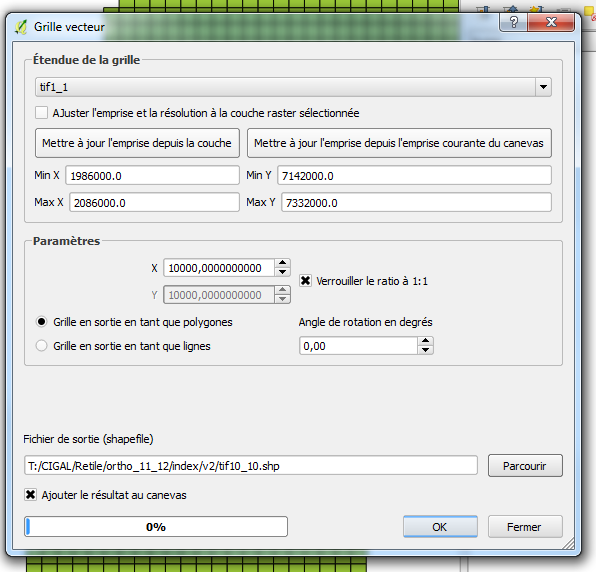 Grille vecteur
Étendue de la grille
tif1_1
AJuster l'emprise et la résolution à la couche raster sélectionnée
Mettre à jour l'emprise depuis la couche
Mettre à jour l'emprise depuis l'emprise courante du canevas
Min X 1986000.0 Min Y 7142000.0
Max X 2086000.0 Max Y 7332000.0
Paramètres
X 10000,0000000000
Verrouiller le ratio à 1:1
Y 10000,0000000000
Grille en sortie en tant que polygones Angle de rotation en degrés
Grille en sortie en tant que lignes 0,00
Fichier de sortie (shapefile)
T:/CIGAL/Retile/ortho_11_12/index/v2/tif10_10.shp Parcourir
Ajouter le résultat au canevas
0% OK Fermer